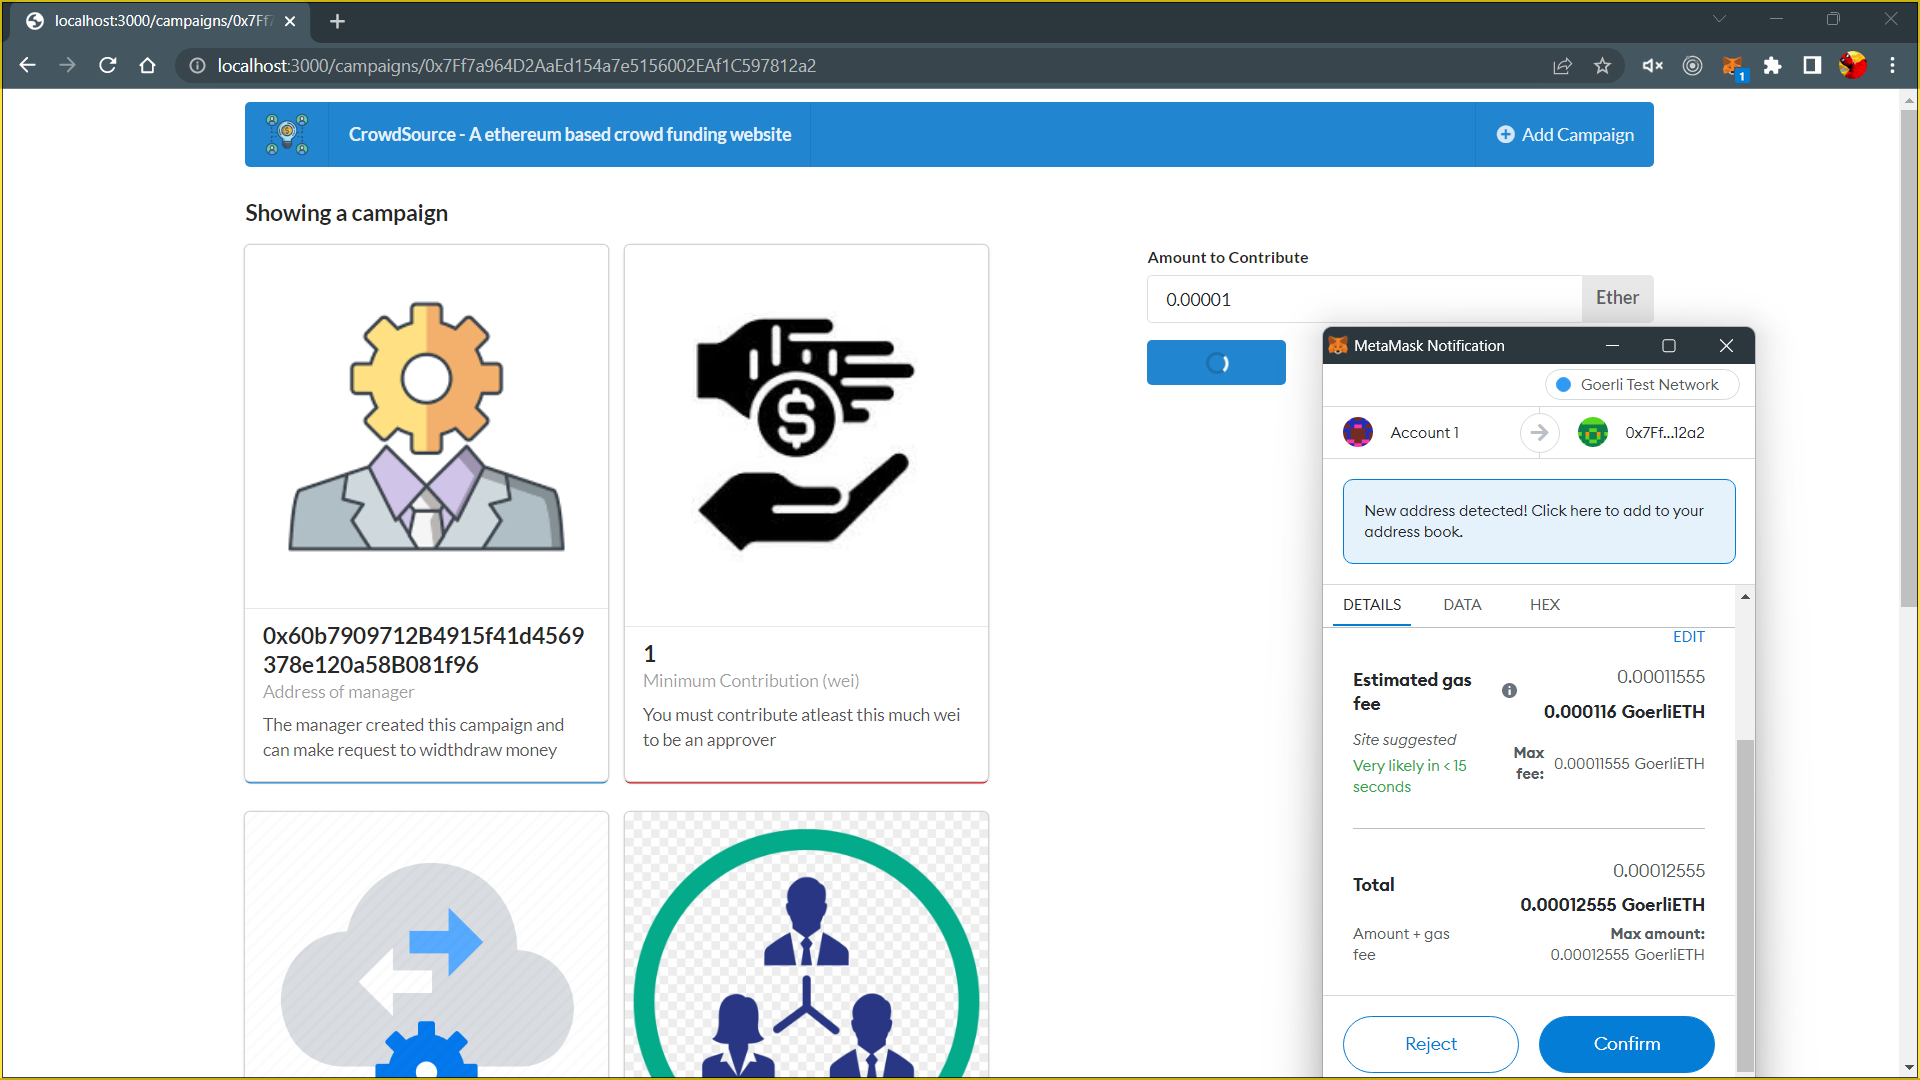 localhost:3000/campaigns/0x7Ff7
localhost:3000/campaigns/0x7Ff7a964D2AaEd154a7e5156002EAf1C597812a2
1
CrowdSource - A ethereum based crowd funding website
Add Campaign
Showing a campaign
Amount to Contribute
0.00001
Ether
$
0x60b7909712B4915f41d4569
378e120a58B081f96
Address of manager
The manager created this campaign and
can make request to widthdraw money
1
Minimum Contribution (wei)
You must contribute atleast this much wei
to be an approver
MetaMask Notification
Goerli Test Network
Account 1
0x7Ff...12a2
New address detected! Click here to add to your
address book.
DETAILS
DATA
HEX
EDIT
Estimated gas
fee
0.00011555
0.000116 GoerliETH
Site suggested
Very likely in < 15
seconds
Max
fee:
0.00011555 GoerliETH
Total
0.00012555
0.00012555 GoerliETH
Amount + gas
fee
Max amount:
0.00012555 GoerliETH
Reject
Confirm